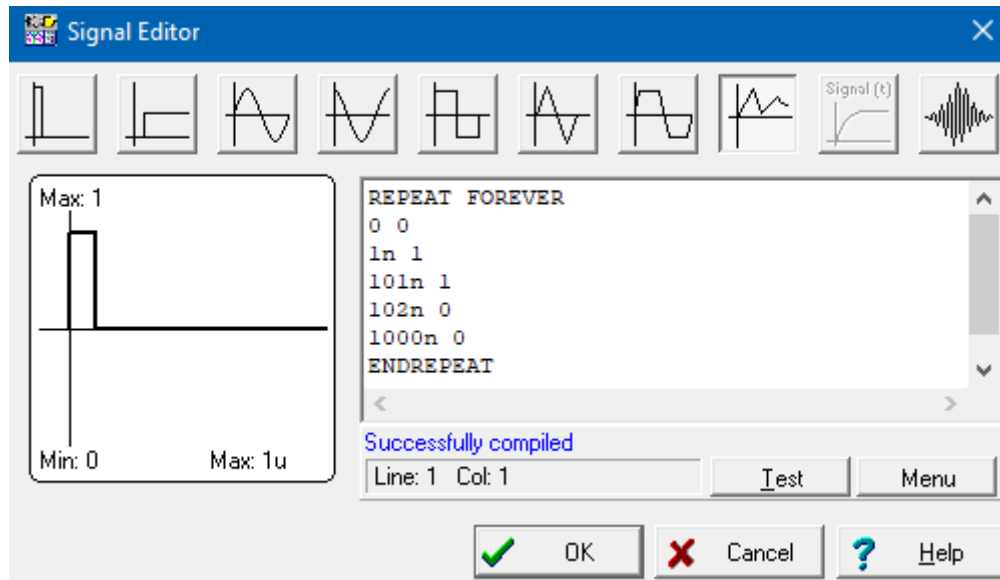 Signal Editor
Signal (t)
Max: 1
Min: 0 Max: 1u
REPEAT FOREVER
0 0
1n 1
101n 1
102n 0
1000n 0
ENDREPEAT
Successfully compiled
Line: 1 Col: 1
Test
Menu
OK
Cancel
Help